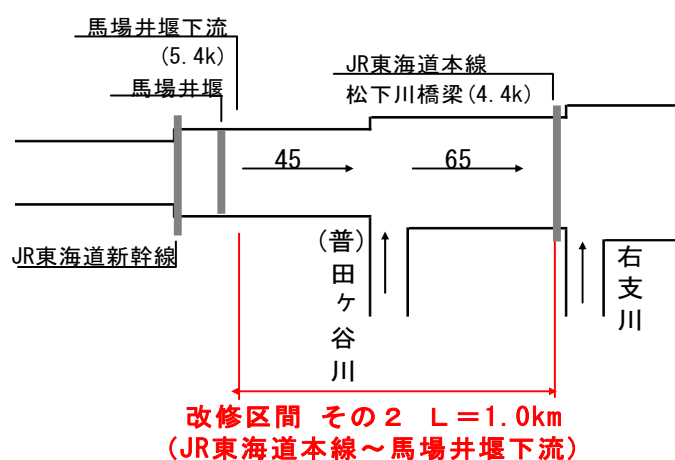 馬場井堰下流
(5.4k)
馬場井堰
JR東海道本線
松下川橋梁(4.4k)
45
65
JR東海道新幹線
(普)田ヶ谷川
右支川
改修区間 その2 L=1.0km
(JR東海道本線~馬場井堰下流)